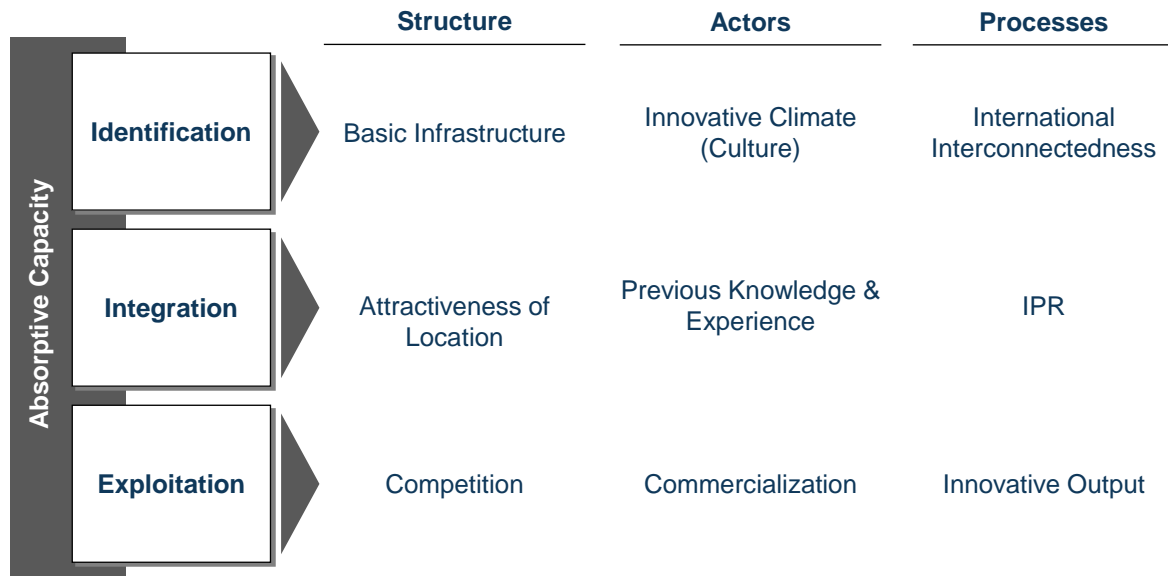 Structure
Actors
Processes
Absorptive Capacity
Identification
Basic Infrastructure
Innovative Climate
(Culture)
International
Interconnectedness
Integration
Attractiveness of
Location
Previous Knowledge &
Experience
IPR
Exploitation
Competition
Commercialization
Innovative Output